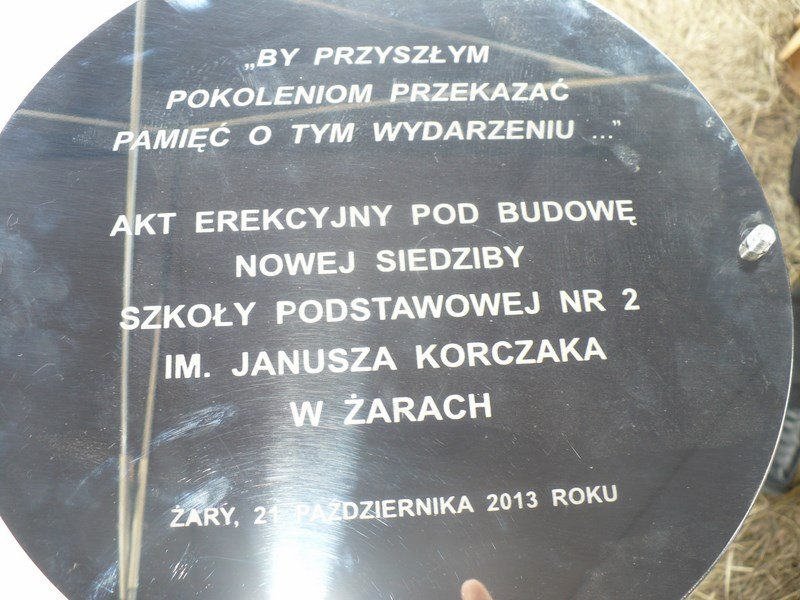 „BY PRZYSZŁYM
POKOLENIOM PRZEKAZAĆ
PAMIĘĆ O TYM WYDARZENIU ..."
AKT EREKCYJNY POD BUDOWĘ
NOWEJ SIEDZIBY
SZKOŁY PODSTAWOWEJ NR 2
IM. JANUSZA KORCZAKA
W ŻARACH
ŻARY, 21 PAŹDZIERNIKA 2013 ROKU